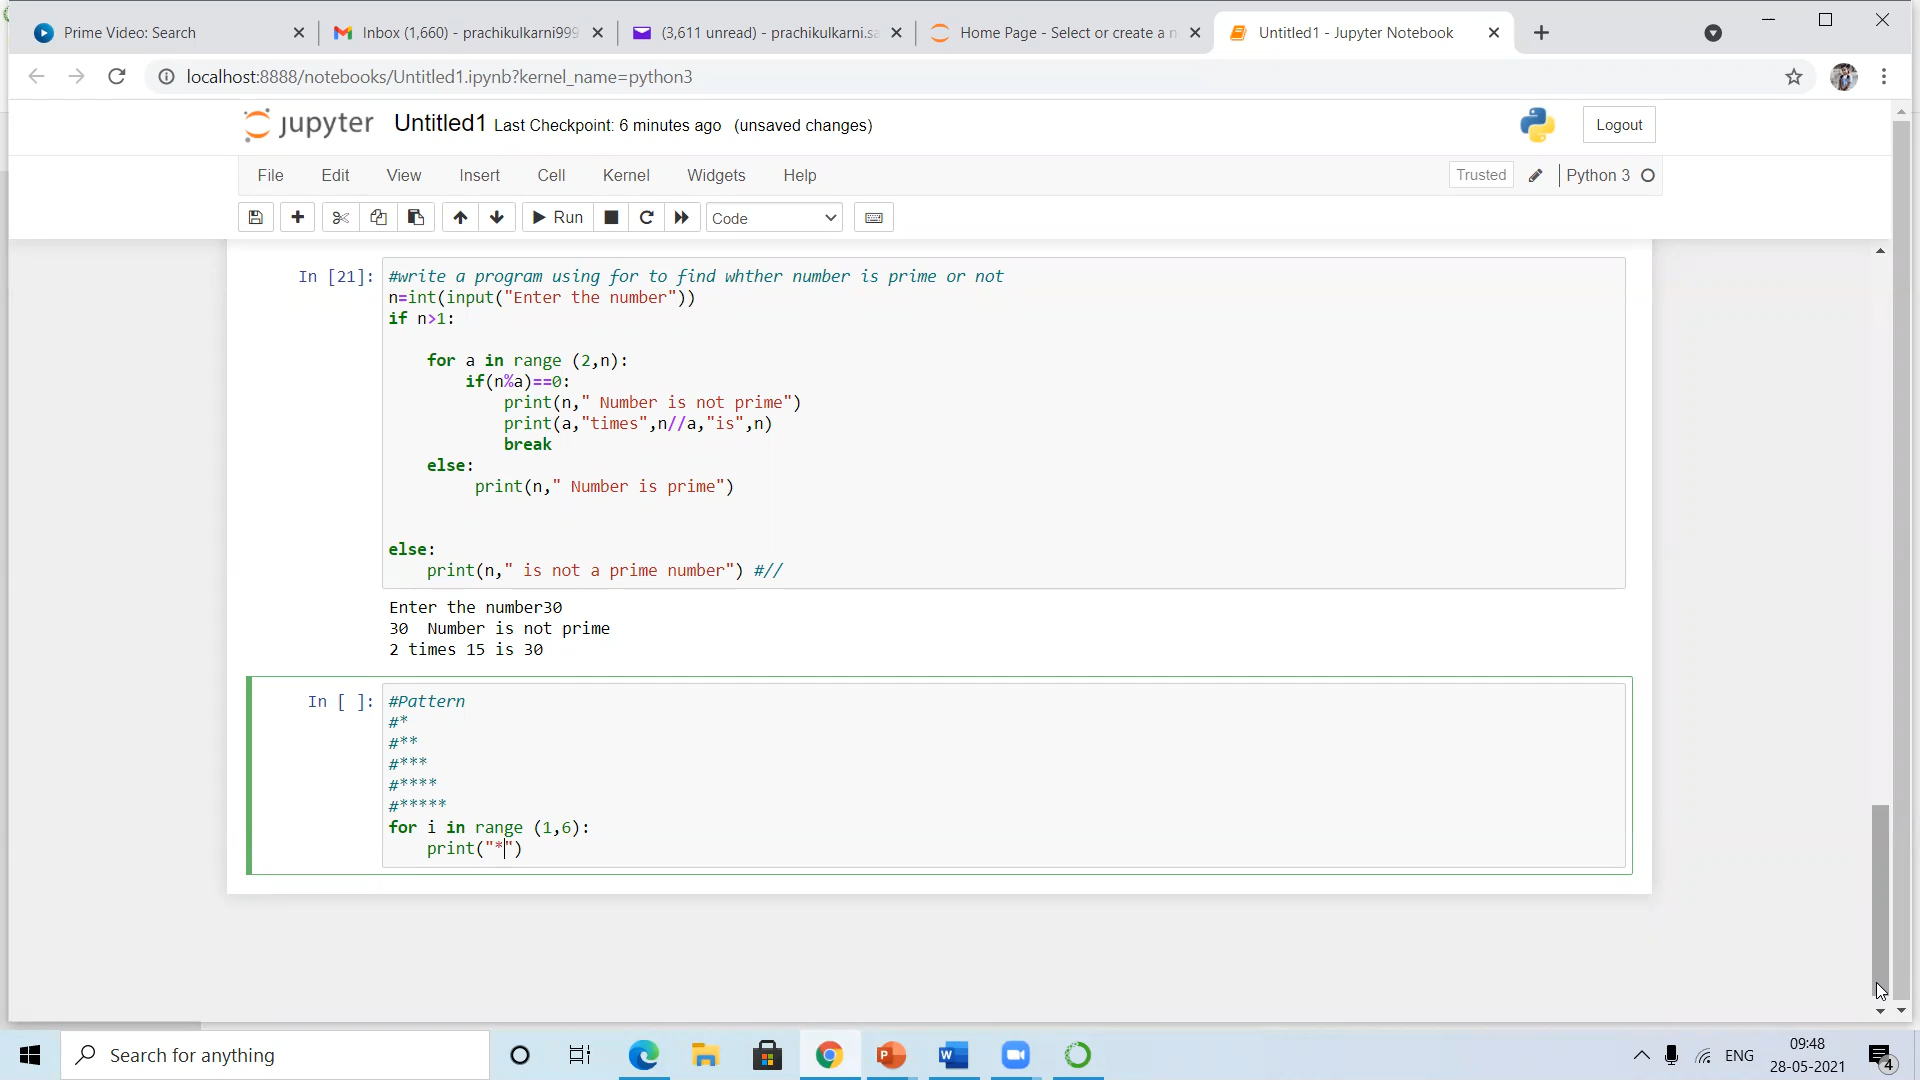 Prime Video: Search
Inbox (1,660) - prachikulkarni999
(3,611 unread) - prachikulkarni.sa
Home Page - Select or create a n
Untitled1 - Jupyter Notebook
localhost:8888/notebooks/Untitled1.ipynb?kernel_name=python3
jupyter Untitled1 Last Checkpoint: 6 minutes ago (unsaved changes)
Logout
File Edit View Insert Cell Kernel Widgets Help
Trusted
Python 3
Run
Code
In [21]: #write a program using for to find whther number is prime or not
n=int(input("Enter the number"))
if n>1:
for a in range (2,n):
if(n%a)==0:
print(n," Number is not prime")
print(a,"times",n//a,"is",n)
break
else:
print(n," Number is prime")
else:
print(n," is not a prime number") #//
Enter the number30
30  Number is not prime
2 times 15 is 30
In [ ]: #Pattern
#*
#**
#***
#****
#*****
for i in range (1,6):
print("*")
Search for anything
ENG
09:48
28-05-2021
4